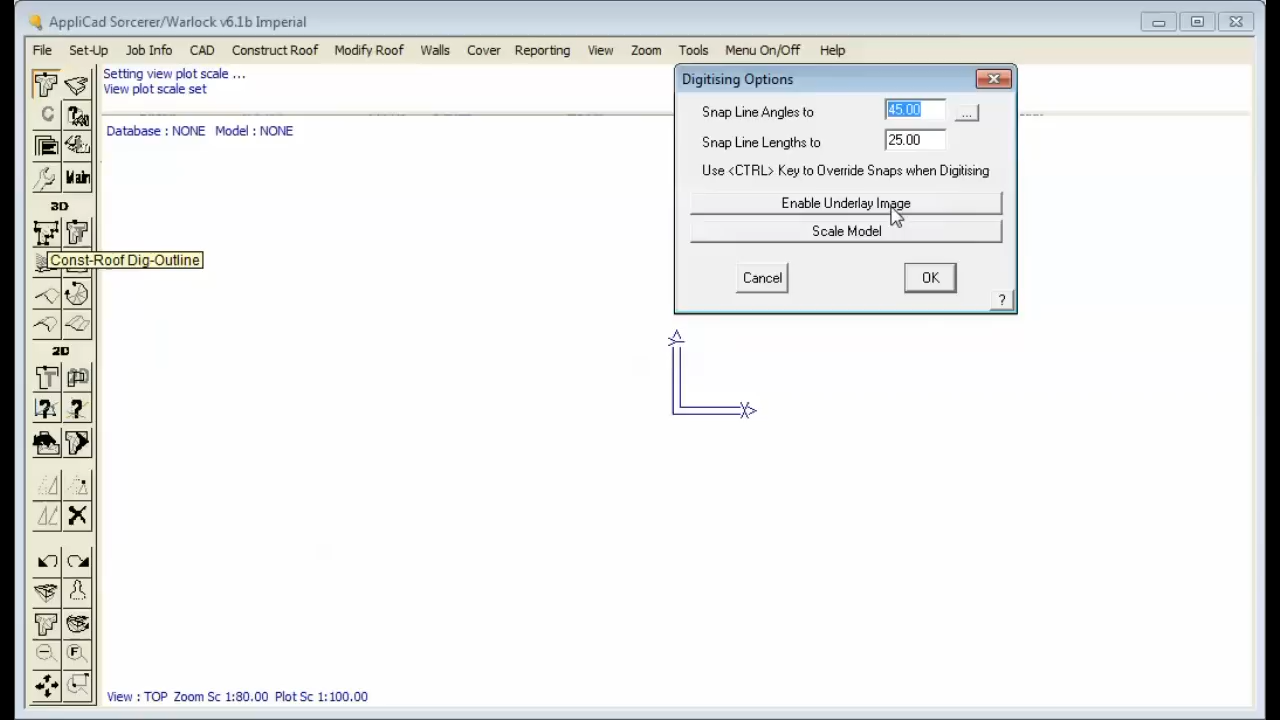 AppliCad Sorcerer/Warlock v6.1b Imperial
File Set-Up Job Info CAD Construct Roof Modify Roof Walls Cover Reporting View Zoom Tools Menu On/Off Help
Setting view plot scale ...
View plot scale set
Database : NONE Model : NONE
Main
3D
Const-Roof Dig-Outline
2D
Digitising Options
Snap Line Angles to 45.00 ...
Snap Line Lengths to 25.00
Use <CTRL> Key to Override Snaps when Digitising
Enable Underlay Image
Scale Model
Cancel OK
?
Y
X
View : TOP Zoom Sc 1:80.00 Plot Sc 1:100.00